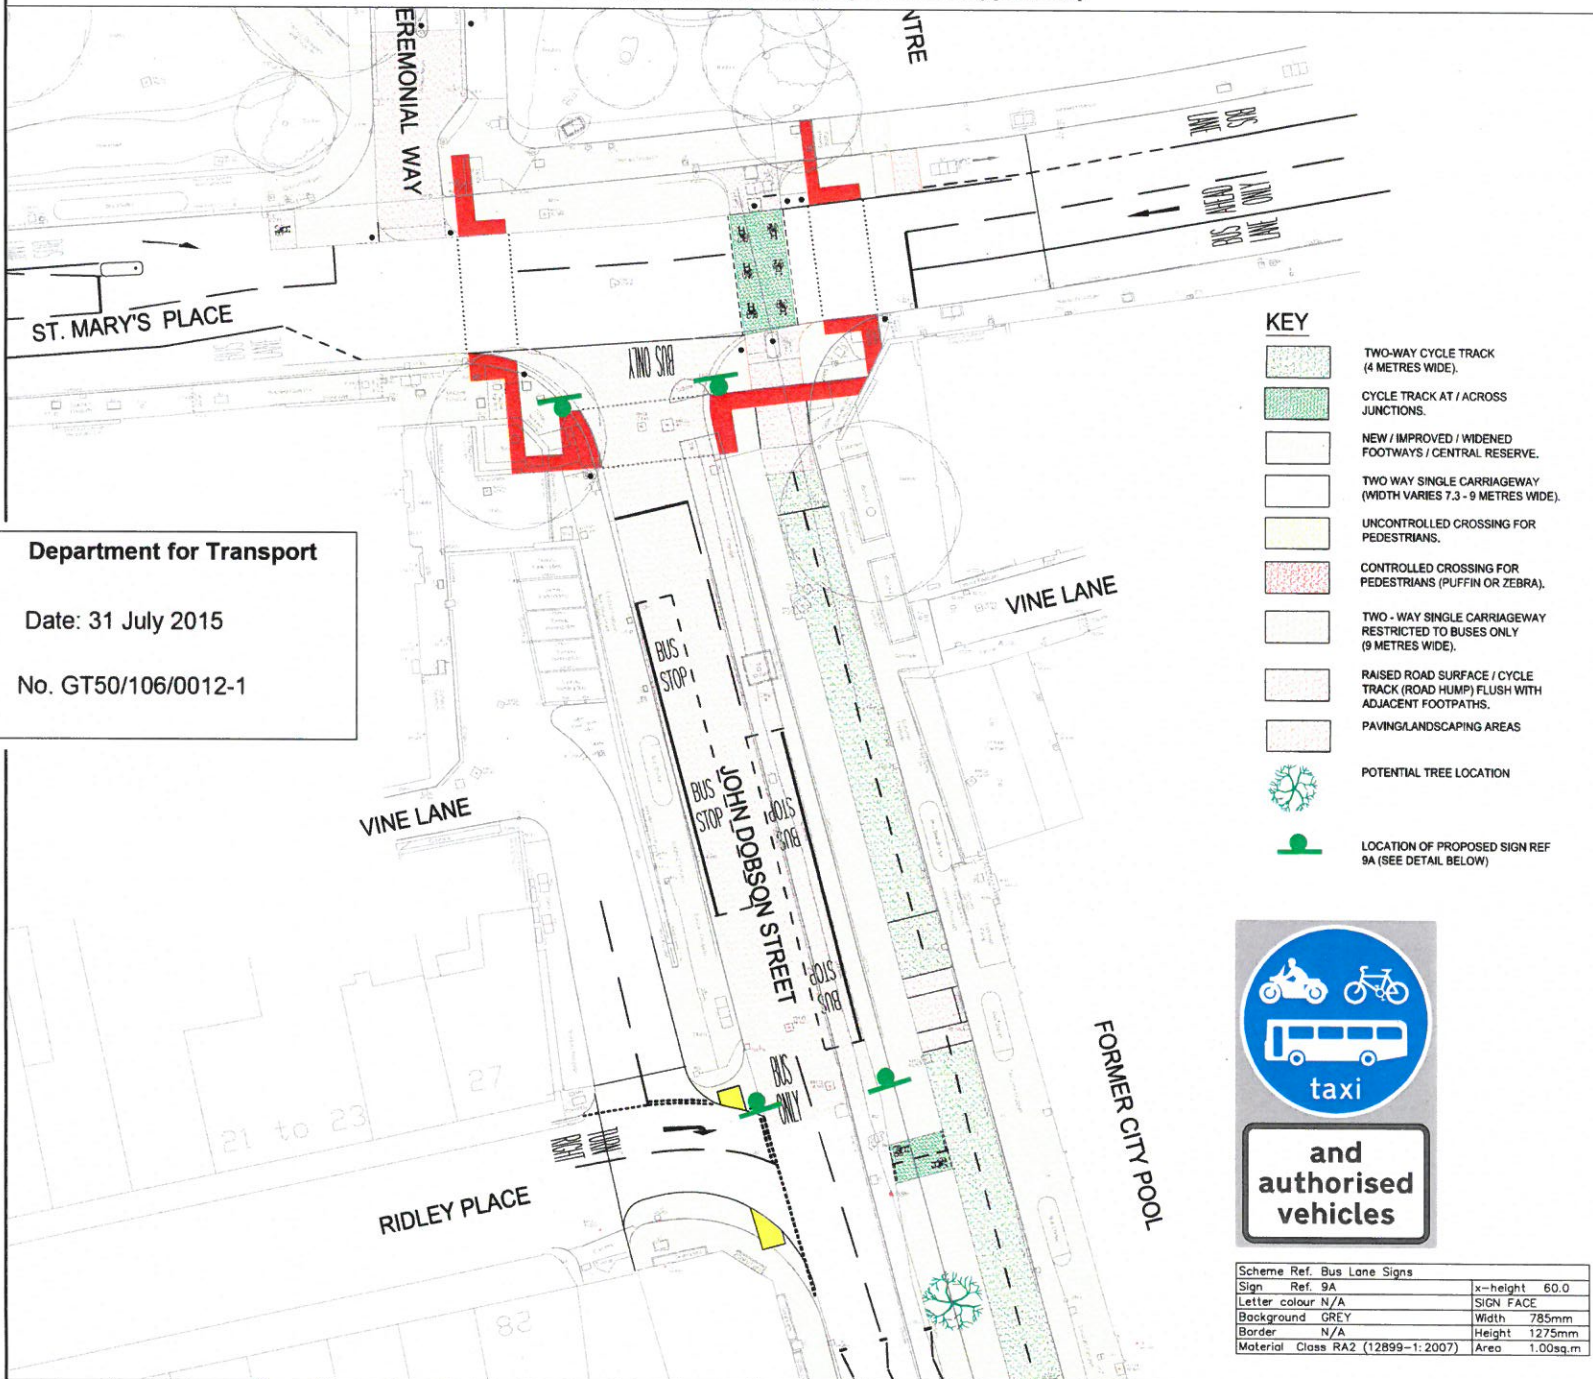 EREMONIAL WAY
NTRE
BUS
LANE
BUS
LANE
AHEAD
ONLY
ST. MARY'S PLACE
BUS ONLY
Department for Transport
Date: 31 July 2015
No. GT50/106/0012-1
VINE LANE
VINE LANE
BUS
STOP
BUS
STOP
JOHN DOBSON STREET
BUS
STOP
BUS
STOP
BUS
ONLY
TURN
RIGHT
RIDLEY PLACE
FORMER CITY POOL
27
21 to 23
82
KEY
TWO-WAY CYCLE TRACK
(4 METRES WIDE).
CYCLE TRACK AT / ACROSS
JUNCTIONS.
NEW / IMPROVED / WIDENED
FOOTWAYS / CENTRAL RESERVE.
TWO WAY SINGLE CARRIAGEWAY
(WIDTH VARIES 7.3 - 9 METRES WIDE).
UNCONTROLLED CROSSING FOR
PEDESTRIANS.
CONTROLLED CROSSING FOR
PEDESTRIANS (PUFFIN OR ZEBRA).
TWO - WAY SINGLE CARRIAGEWAY
RESTRICTED TO BUSES ONLY
(9 METRES WIDE).
RAISED ROAD SURFACE / CYCLE
TRACK (ROAD HUMP) FLUSH WITH
ADJACENT FOOTPATHS.
PAVING/LANDSCAPING AREAS
POTENTIAL TREE LOCATION
LOCATION OF PROPOSED SIGN REF
9A (SEE DETAIL BELOW)
taxi
and
authorised
vehicles
Scheme Ref. Bus Lane Signs
Sign Ref. 9A x-height 60.0
Letter colour N/A SIGN FACE
Background GREY Width 785mm
Border N/A Height 1275mm
Material Class RA2 (12899-1:2007) Area 1.00sq.m